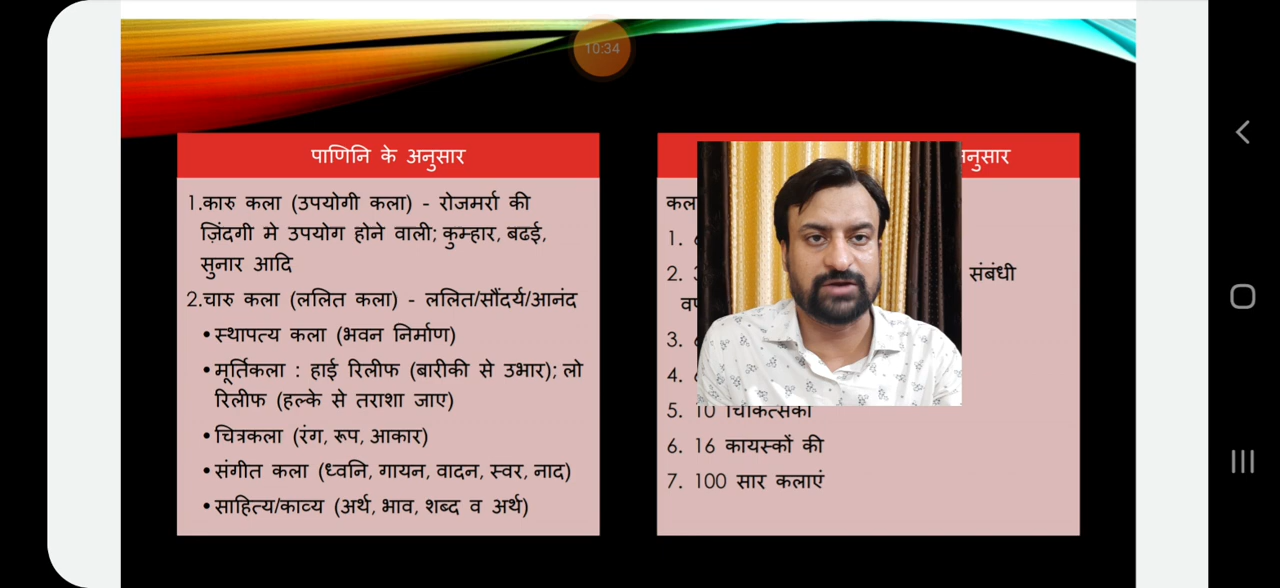 10:34
पाणिनि के अनुसार
1.कारु कला (उपयोगी कला) - रोजमर्रा की
ज़िंदगी मे उपयोग होने वाली; कुम्हार, बढई,
सुनार आदि
2.चारु कला (ललित कला) - ललित/सौंदर्य/आनंद
•स्थापत्य कला (भवन निर्माण)
•मूर्तिकला : हाई रिलीफ (बारीकी से उभार); लो
रिलीफ (हल्के से तराशा जाए)
•चित्रकला (रंग, रूप, आकार)
•संगीत कला (ध्वनि, गायन, वादन, स्वर, नाद)
•साहित्य/काव्य (अर्थ, भाव, शब्द व अर्थ)
1.
2. संबंधी
3.
4.
5. 10
6. 16 कायस्कों की
7. 100 सार कलाएं